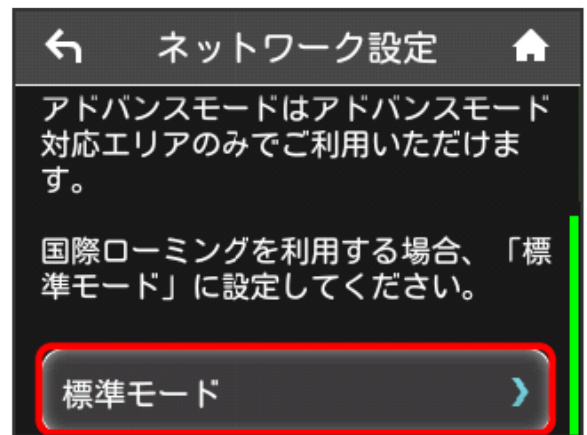 ネットワーク設定
アドバンスモードはアドバンスモード
対応エリアのみでご利用いただけま
す。
国際ローミングを利用する場合、「標
準モード」に設定してください。
標準モード